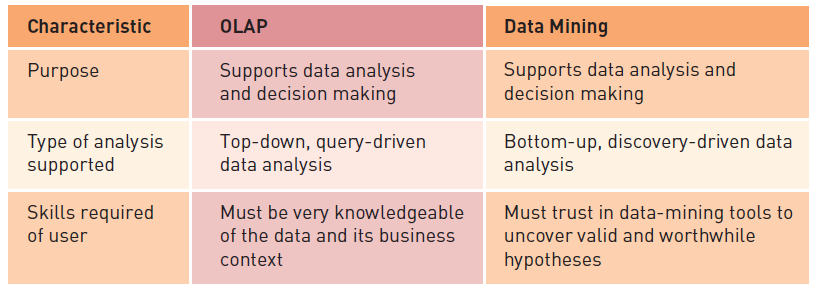 Characteristic
OLAP
Data Mining
Purpose
Supports data analysis
and decision making
Supports data analysis and
decision making
Type of analysis
supported
Top-down, query-driven
data analysis
Bottom-up, discovery-driven data
analysis
Skills required
of user
Must be very knowledgeable
of the data and its business
context
Must trust in data-mining tools to
uncover valid and worthwhile
hypotheses